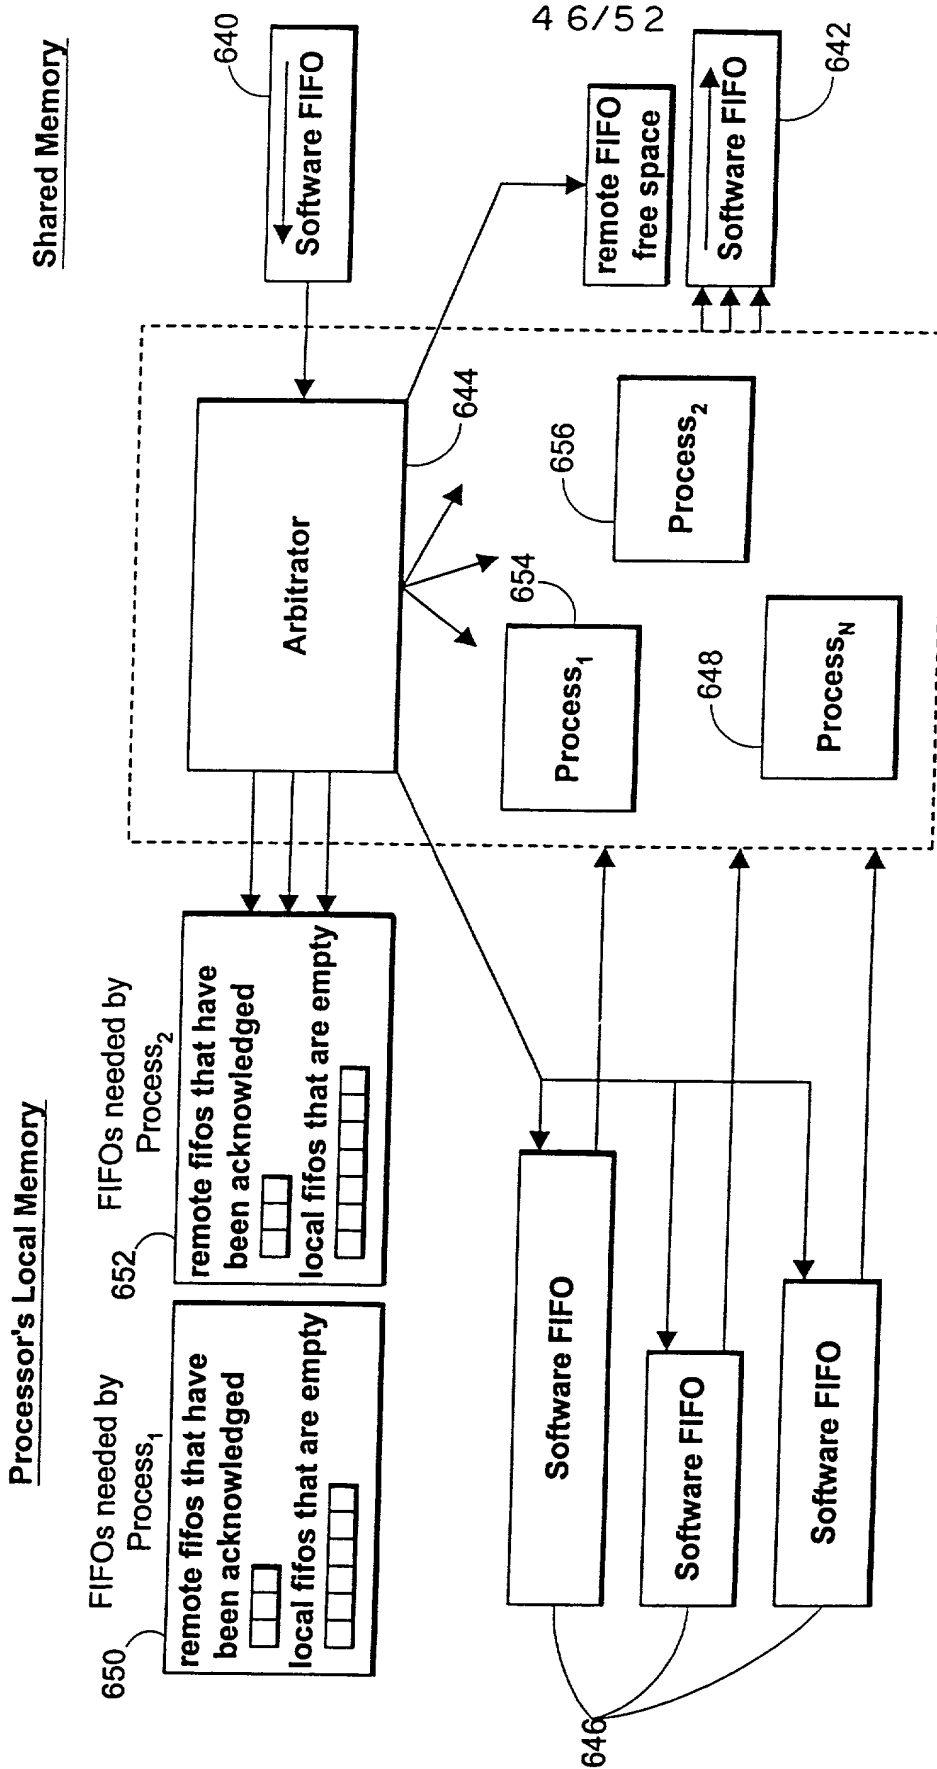 46/52
Processor's Local Memory
Shared Memory
FIFOs needed by
Process1
650
remote fifos that have
been acknowledged
local fifos that are empty
FIFOs needed by
Process2
652
remote fifos that have
been acknowledged
local fifos that are empty
Arbitrator
644
640
Software FIFO
remote FIFO
free space
Software FIFO
642
Process1
654
Process2
656
ProcessN
648
Software FIFO
Software FIFO
Software FIFO
646